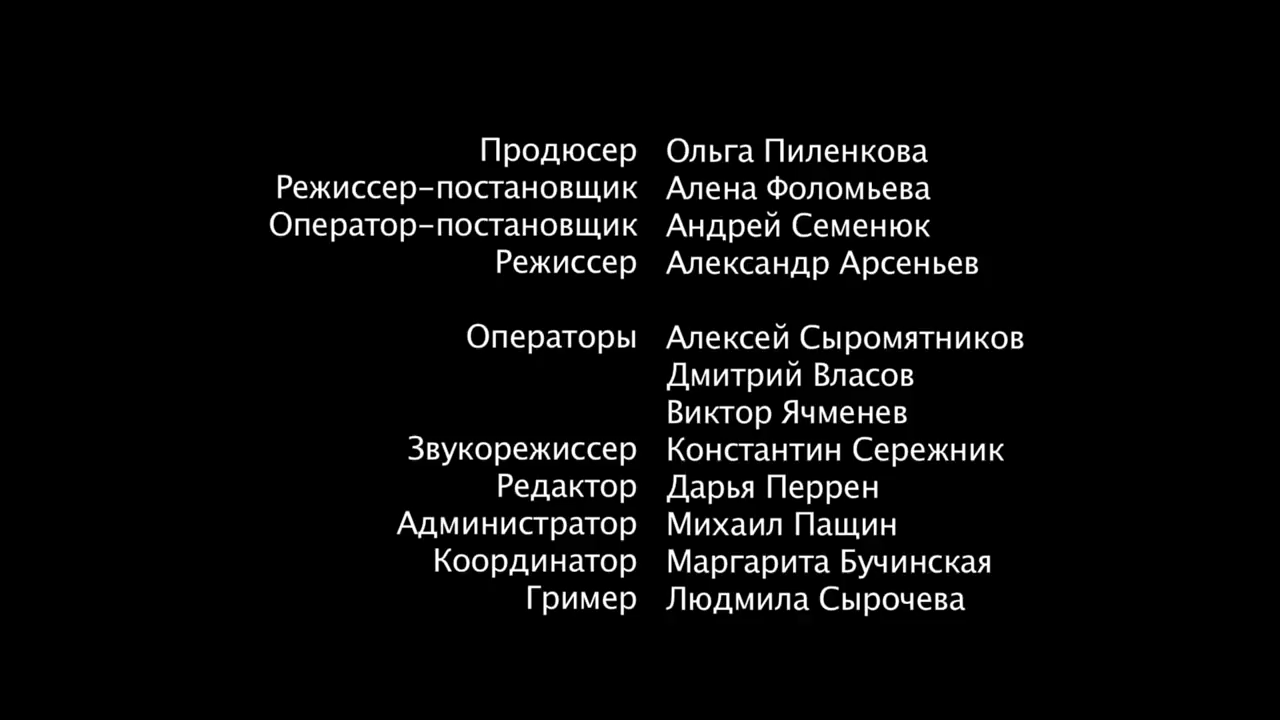 Продюсер Ольга Пиленкова
Режиссер-постановщик Алена Фоломьева
Оператор-постановщик Андрей Семенюк
Режиссер Александр Арсеньев
Операторы Алексей Сыромятников
Дмитрий Власов
Виктор Ячменев
Звукорежиссер Константин Сережник
Редактор Дарья Перрен
Администратор Михаил Пащин
Координатор Маргарита Бучинская
Гример Людмила Сырочева